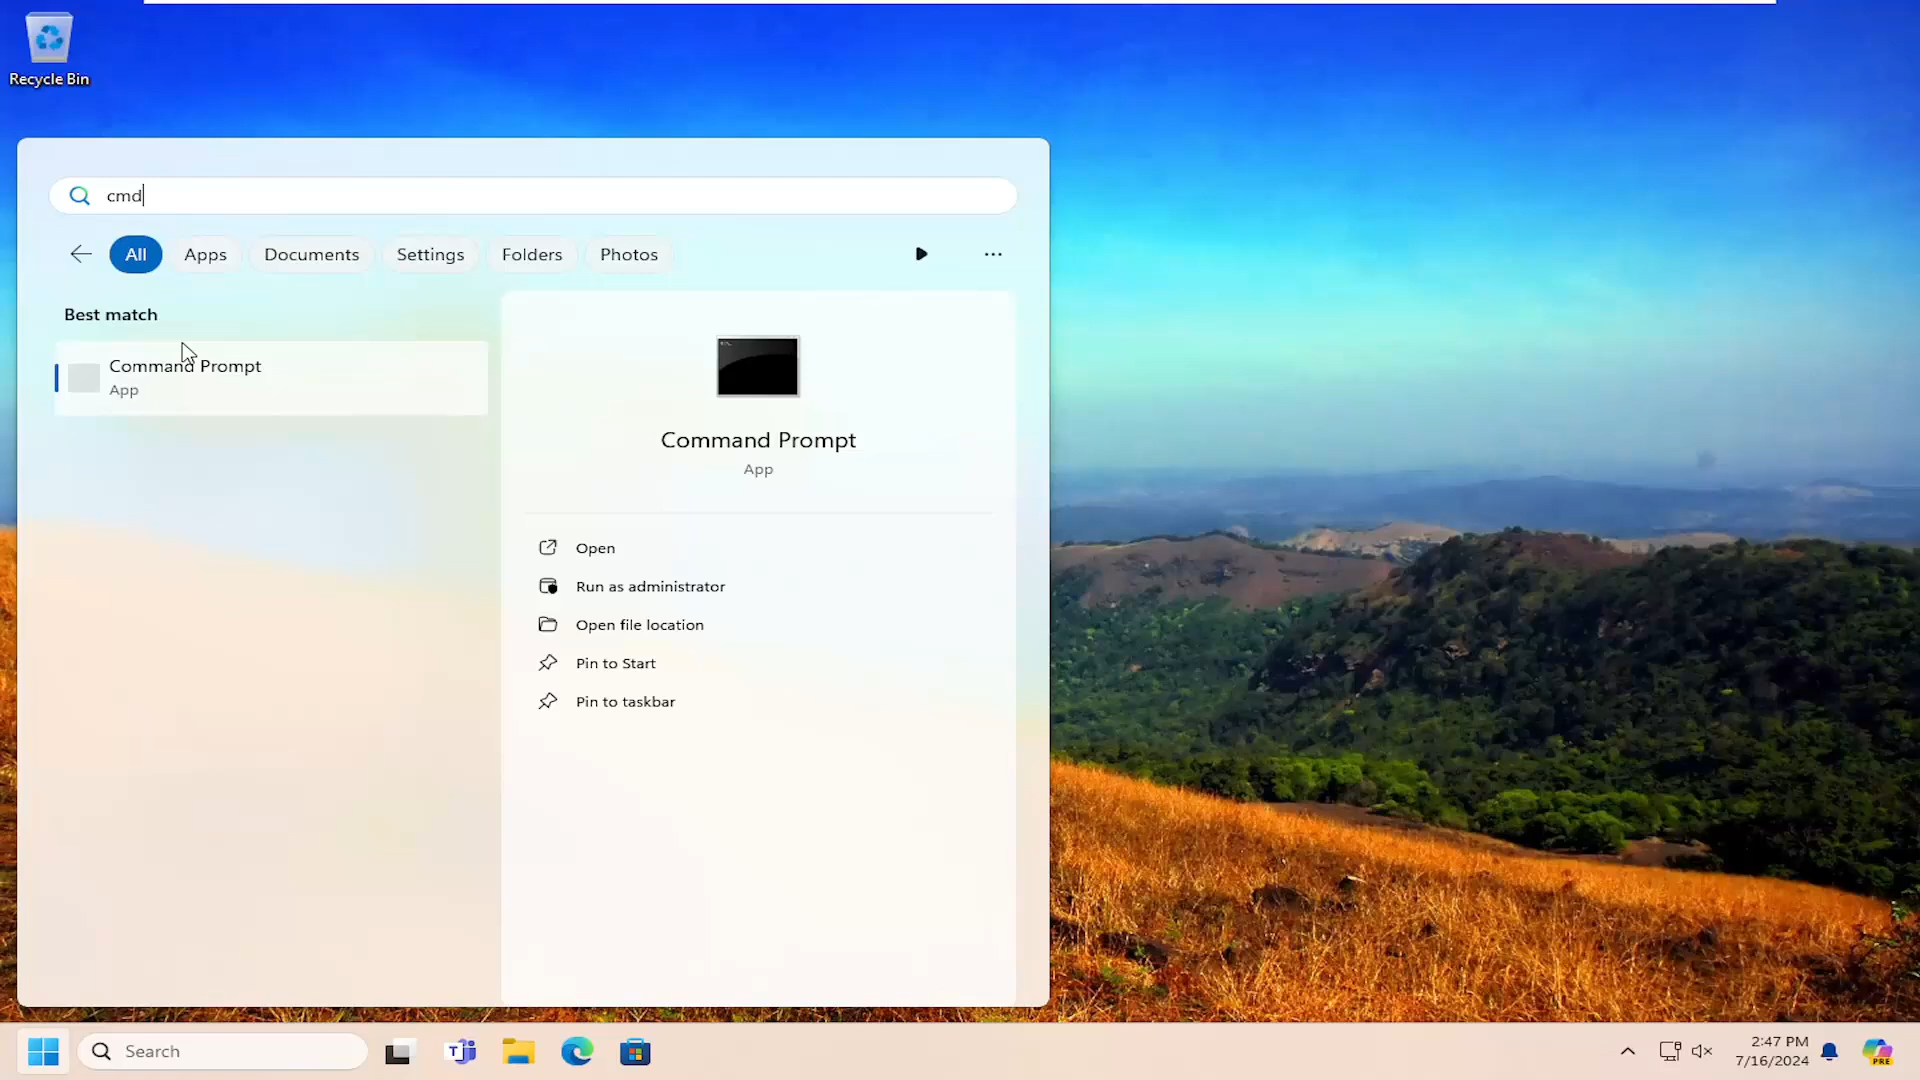 Recycle Bin
cmd
All
Apps
Documents
Settings
Folders
Photos
Best match
Command Prompt
App
Command Prompt
App
Open
Run as administrator
Open file location
Pin to Start
Pin to taskbar
Search
2:47 PM
7/16/2024
PRE